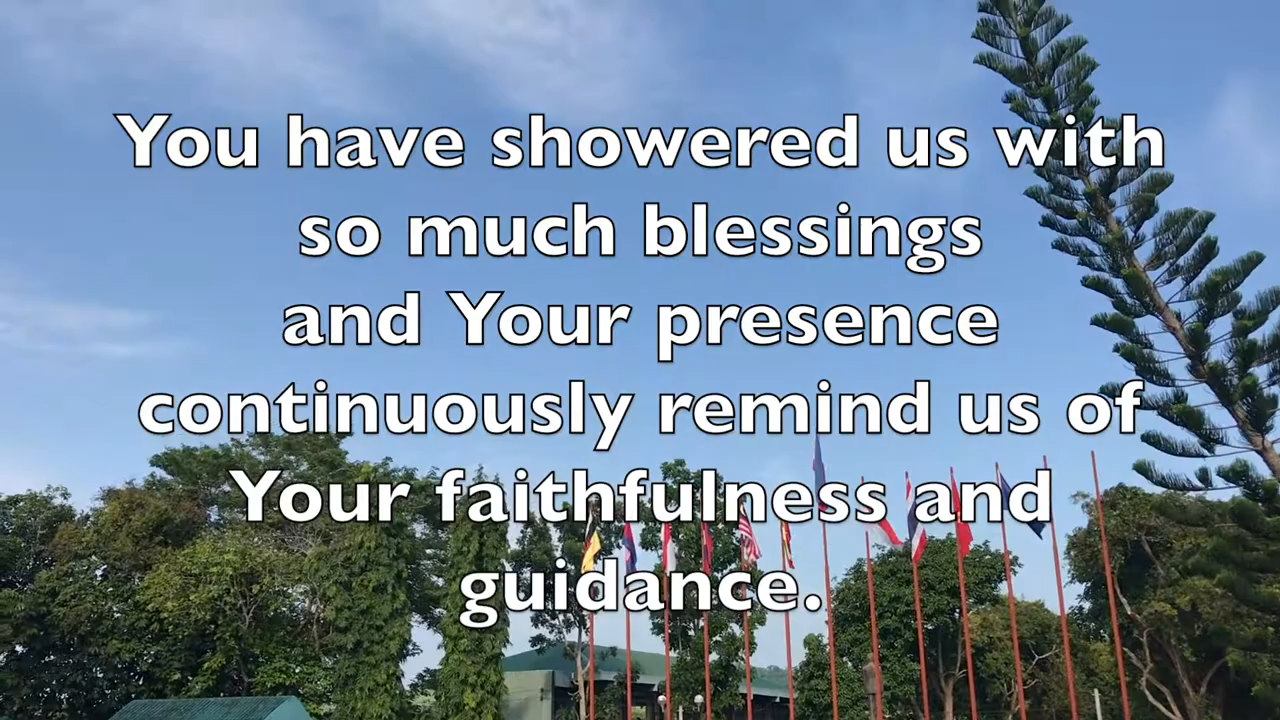 You have showered us with
so much blessings
and Your presence
continuously remind us of
Your faithfulness and
guidance.